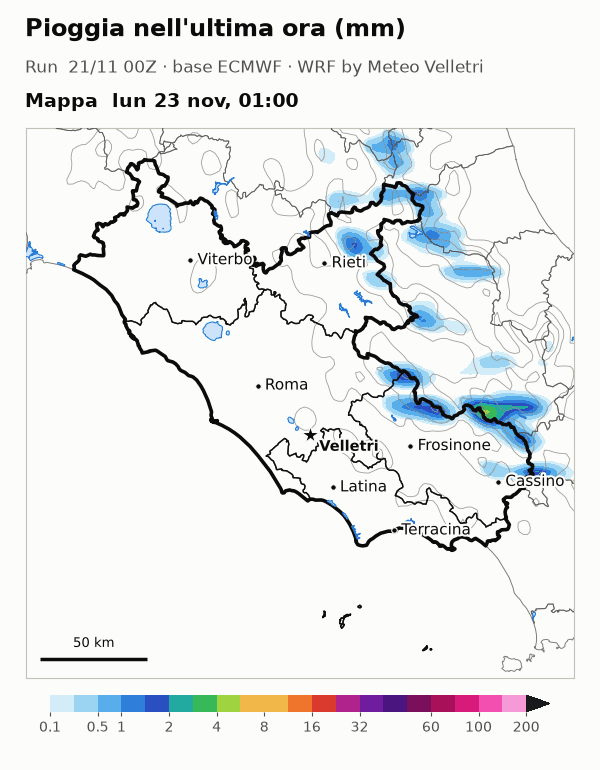 Pioggia nell'ultima ora (mm)
Run  21/11 00Z · base ECMWF · WRF by Meteo Velletri
Mappa  lun 23 nov, 01:00
Viterbo
Rieti
Roma
Velletri
Frosinone
Latina
Cassino
Terracina
50 km
0.1 0.5 1 2 4 8 16 32 60 100 200